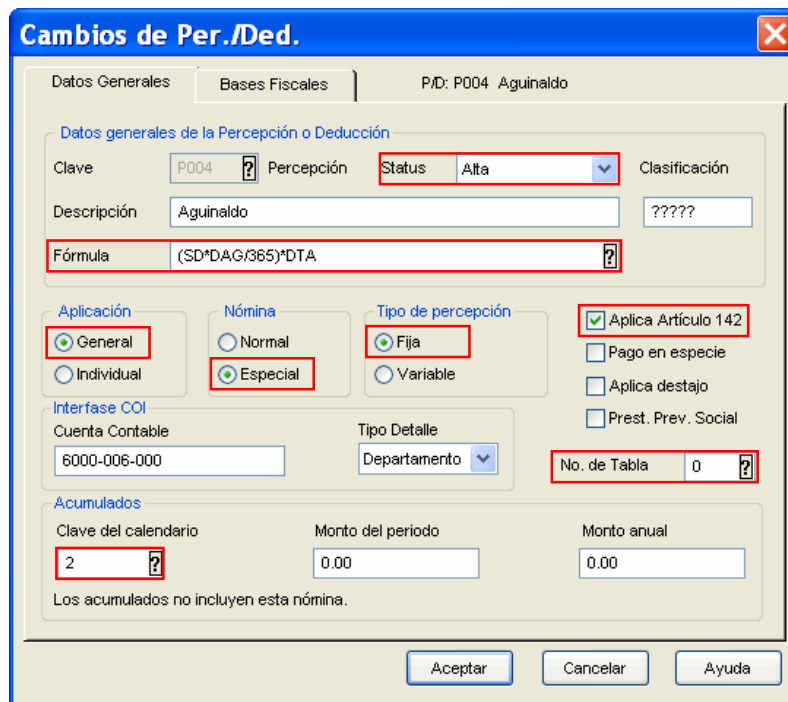 Cambios de Per./Ded.
Datos Generales Bases Fiscales P/D: P004 Aguinaldo
Datos generales de la Percepción o Deducción
Clave P004 ? Percepción Status Alta Clasificación
Descripción Aguinaldo ?????
Fórmula (SD*DAG/365)*DTA ?
Aplicación Nómina Tipo de percepción
Aplica Artículo 142
General Normal Fija
Pago en especie
Individual Especial Variable
Aplica destajo
Interfase COI
Prest. Prev. Social
Cuenta Contable Tipo Detalle
6000-006-000 Departamento
No. de Tabla 0 ?
Acumulados
Clave del calendario Monto del periodo Monto anual
2 ? 0.00 0.00
Los acumulados no incluyen esta nómina.
Aceptar Cancelar Ayuda